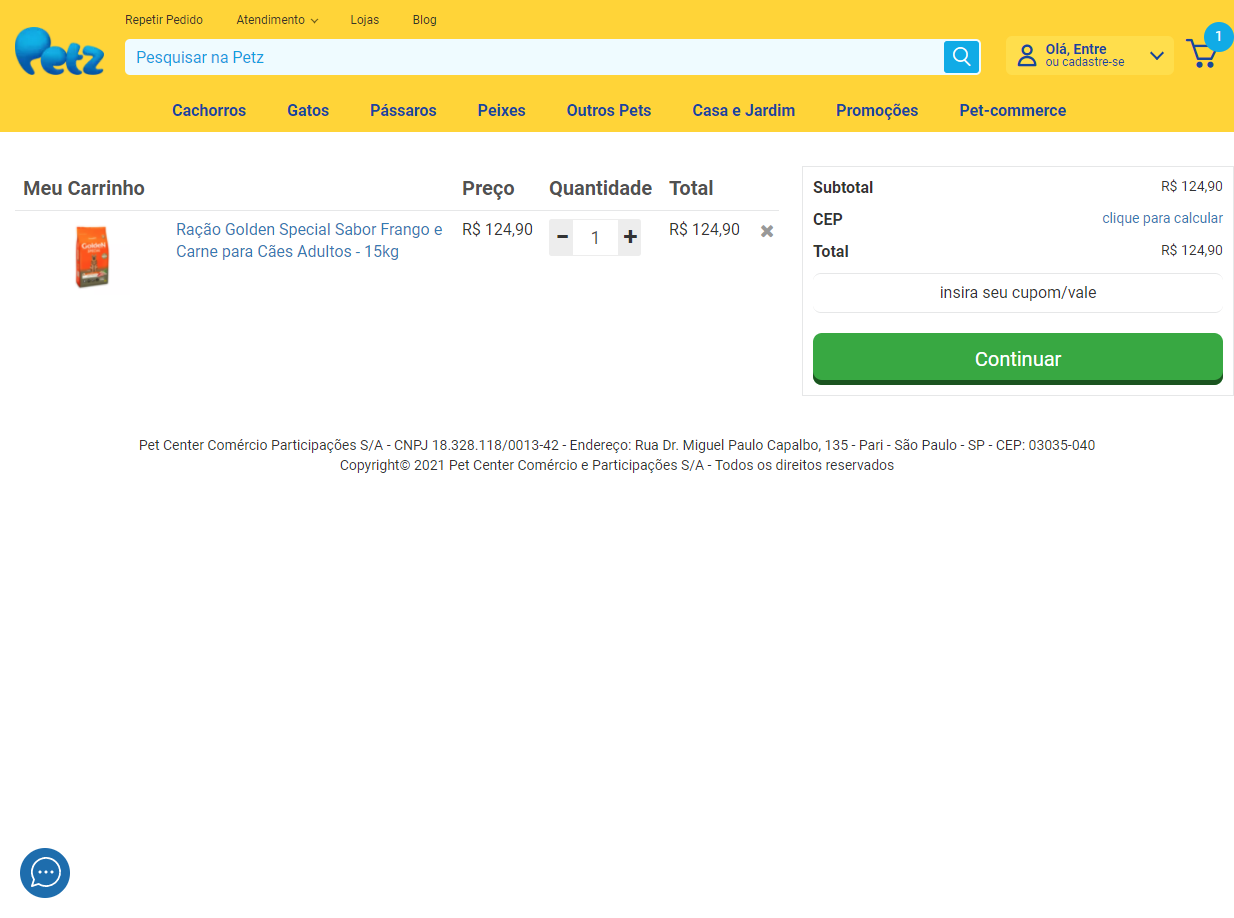 Repetir Pedido Atendimento Lojas Blog
Petz
Pesquisar na Petz
Olá, Entre
ou cadastre-se
1
Cachorros Gatos Pássaros Peixes Outros Pets Casa e Jardim Promoções Pet-commerce
Meu Carrinho Preço Quantidade Total
Ração Golden Special Sabor Frango e
Carne para Cães Adultos - 15kg
R$ 124,90
1
R$ 124,90
Subtotal R$ 124,90
CEP clique para calcular
Total R$ 124,90
insira seu cupom/vale
Continuar
Pet Center Comércio Participações S/A - CNPJ 18.328.118/0013-42 - Endereço: Rua Dr. Miguel Paulo Capalbo, 135 - Pari - São Paulo - SP - CEP: 03035-040
Copyright© 2021 Pet Center Comércio e Participações S/A - Todos os direitos reservados